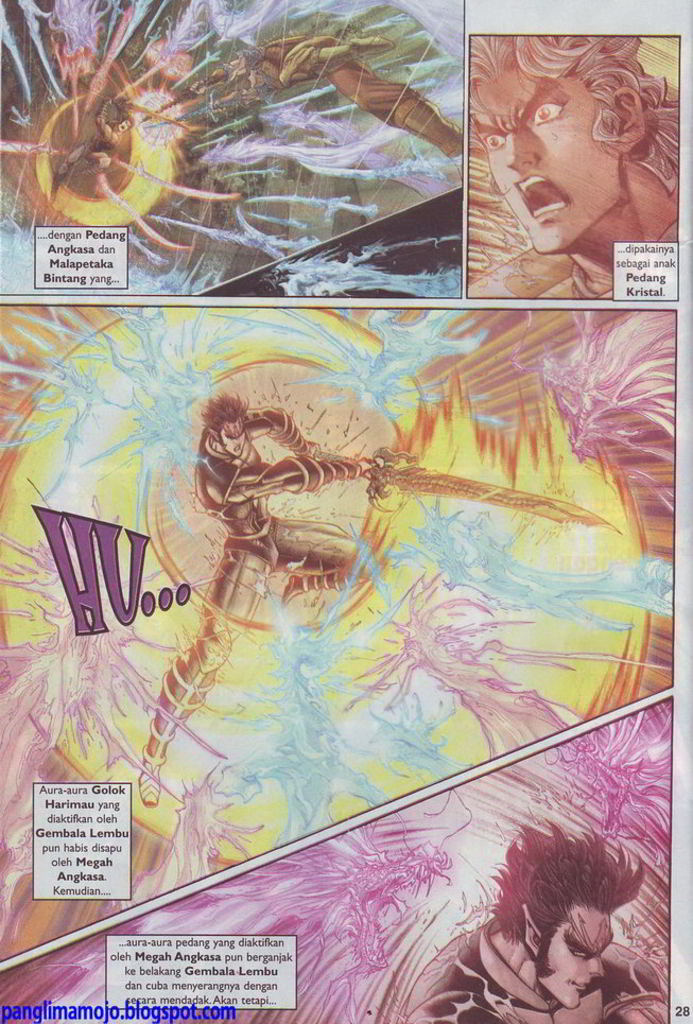 ....dengan Pedang
Angkasa dan
Malapetaka
Bintang yang...
...dipakainya
sebagai anak
Pedang
Kristal.
HU...
Aura-aura Golok
Harimau yang
diaktifkan oleh
Gembala Lembu
pun habis disapu
oleh Megah
Angkasa.
Kemudian....
...aura-aura pedang yang diaktifkan
oleh Megah Angkasa pun berganjak
ke belakang Gembala Lembu
dan cuba menyerangnya dengan
secara mendadak. Akan tetapi...
panglimamojo.blogspot.com
28